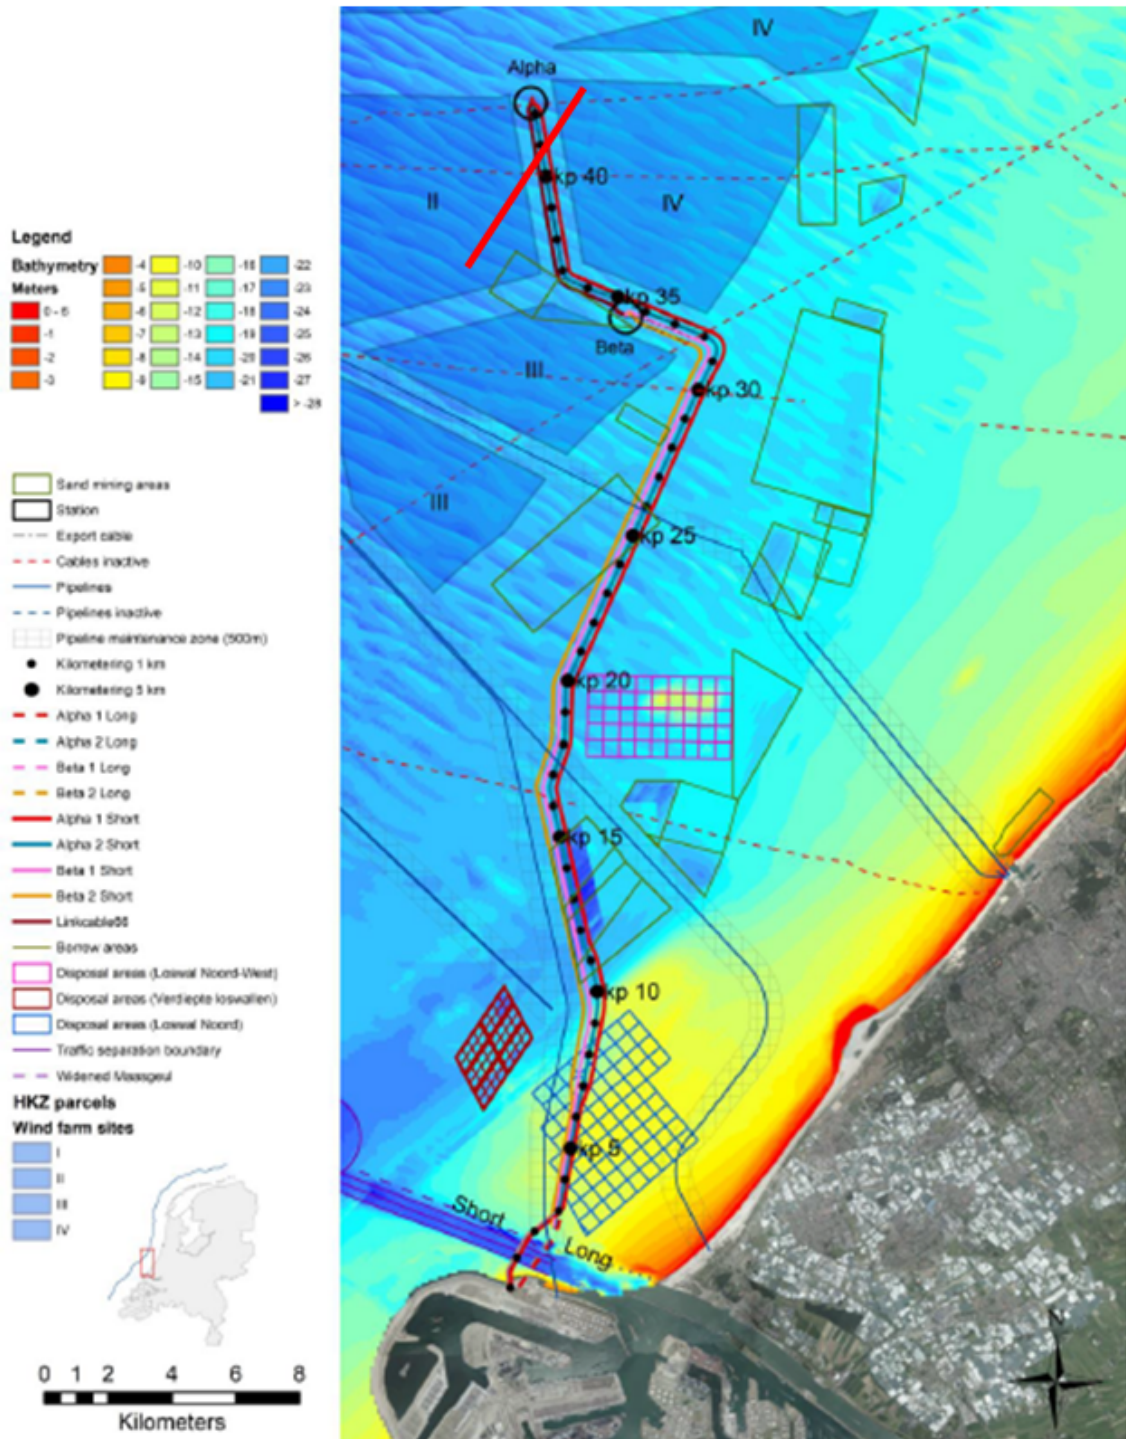 IV
Alpha
kp 40
II
IV
kp 35
Beta
III
kp 30
III
kp 25
kp 20
kp 15
kp 10
kp 5
Short
Long
N
Legend
Bathymetry
Meters
0 - 5
-1
-2
-3
-4
-5
-6
-7
-8
-9
-10
-11
-12
-13
-14
-15
-16
-17
-18
-19
-20
-21
-22
-23
-24
-25
-26
-27
> -28
Sand mining areas
Station
Export cable
Cables inactive
Pipelines
Pipelines inactive
Pipeline maintenance zone (500m)
Kilometering 1 km
Kilometering 5 km
Alpha 1 Long
Alpha 2 Long
Beta 1 Long
Beta 2 Long
Alpha 1 Short
Alpha 2 Short
Beta 1 Short
Beta 2 Short
Linkcable66
Borrow areas
Disposal areas (Loswal Noord-West)
Disposal areas (Verdiepte loswallen)
Disposal areas (Loswal Noord)
Traffic separation boundary
Widened Maasgeul
HKZ parcels
Wind farm sites
I
II
III
IV
0 1 2 4 6 8
Kilometers